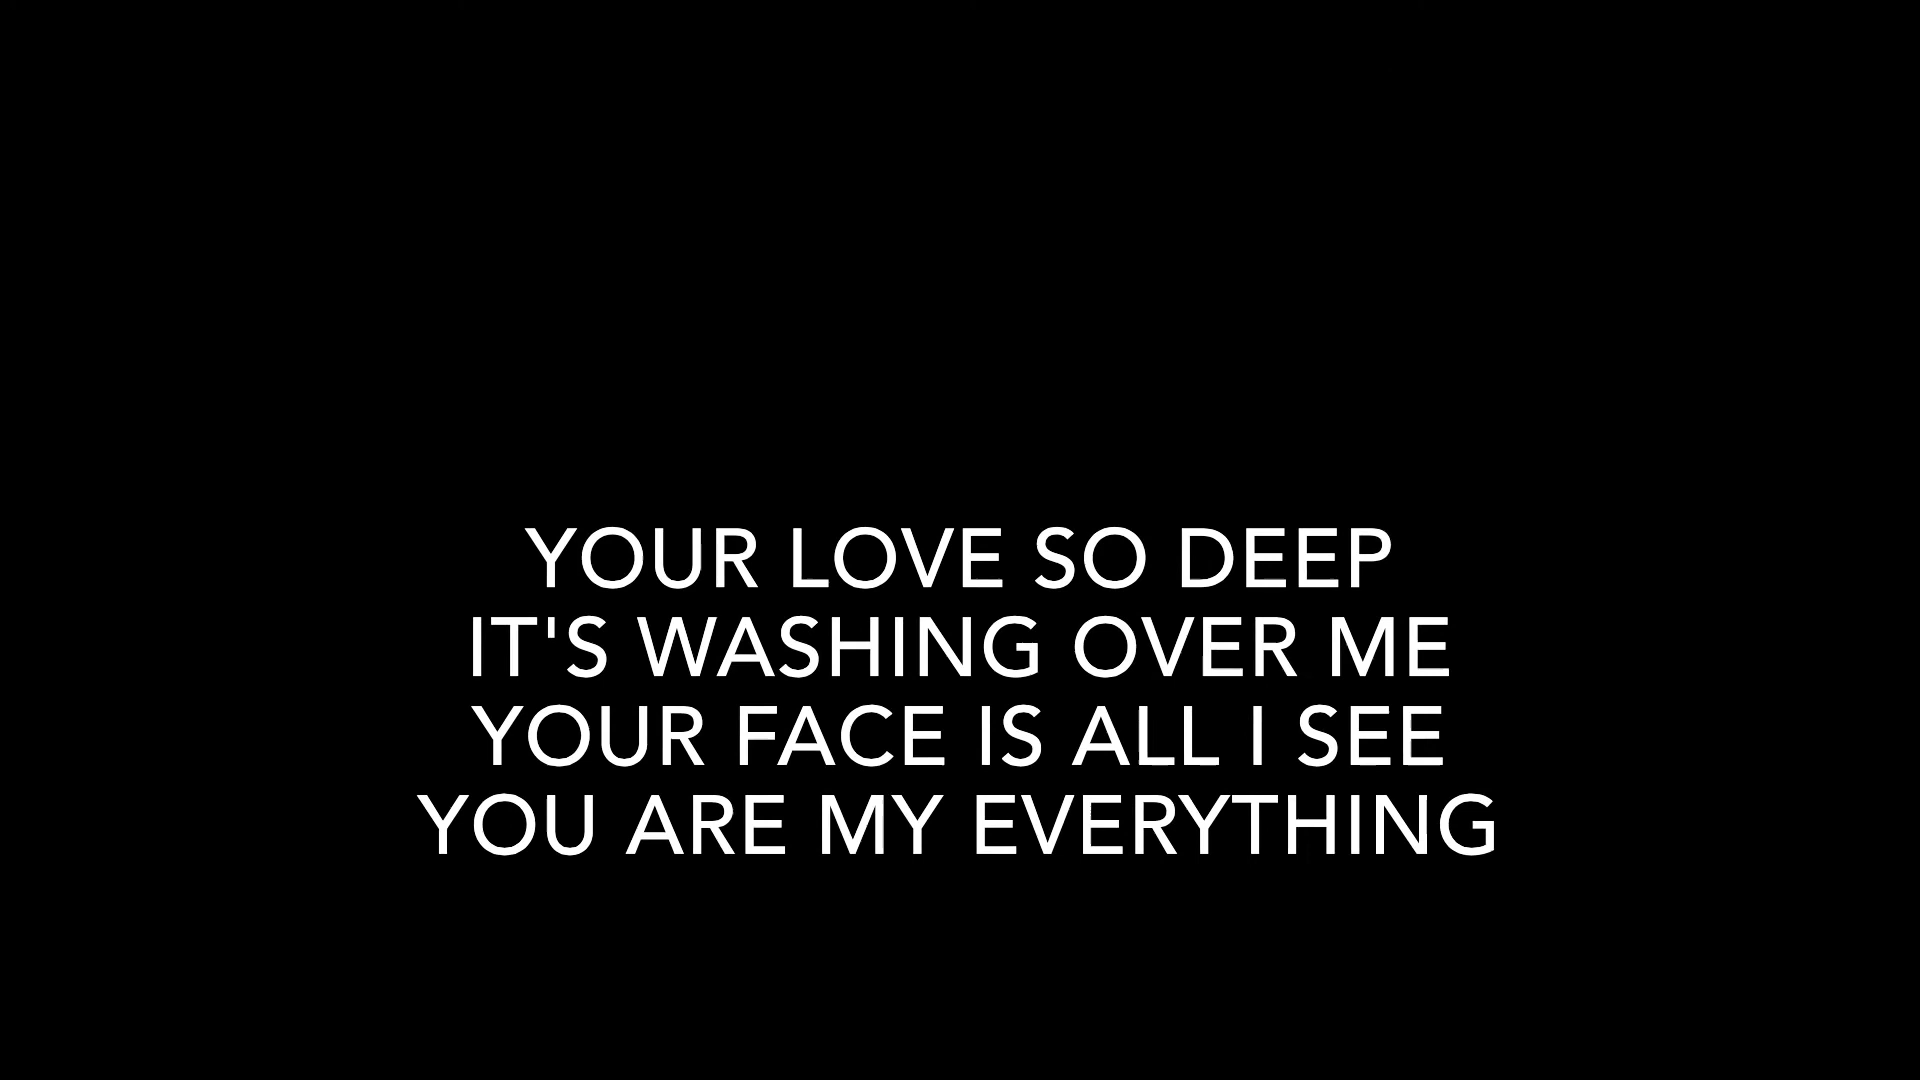 YOUR LOVE SO DEEP
IT'S WASHING OVER ME
YOUR FACE IS ALL I SEE
YOU ARE MY EVERYTHING